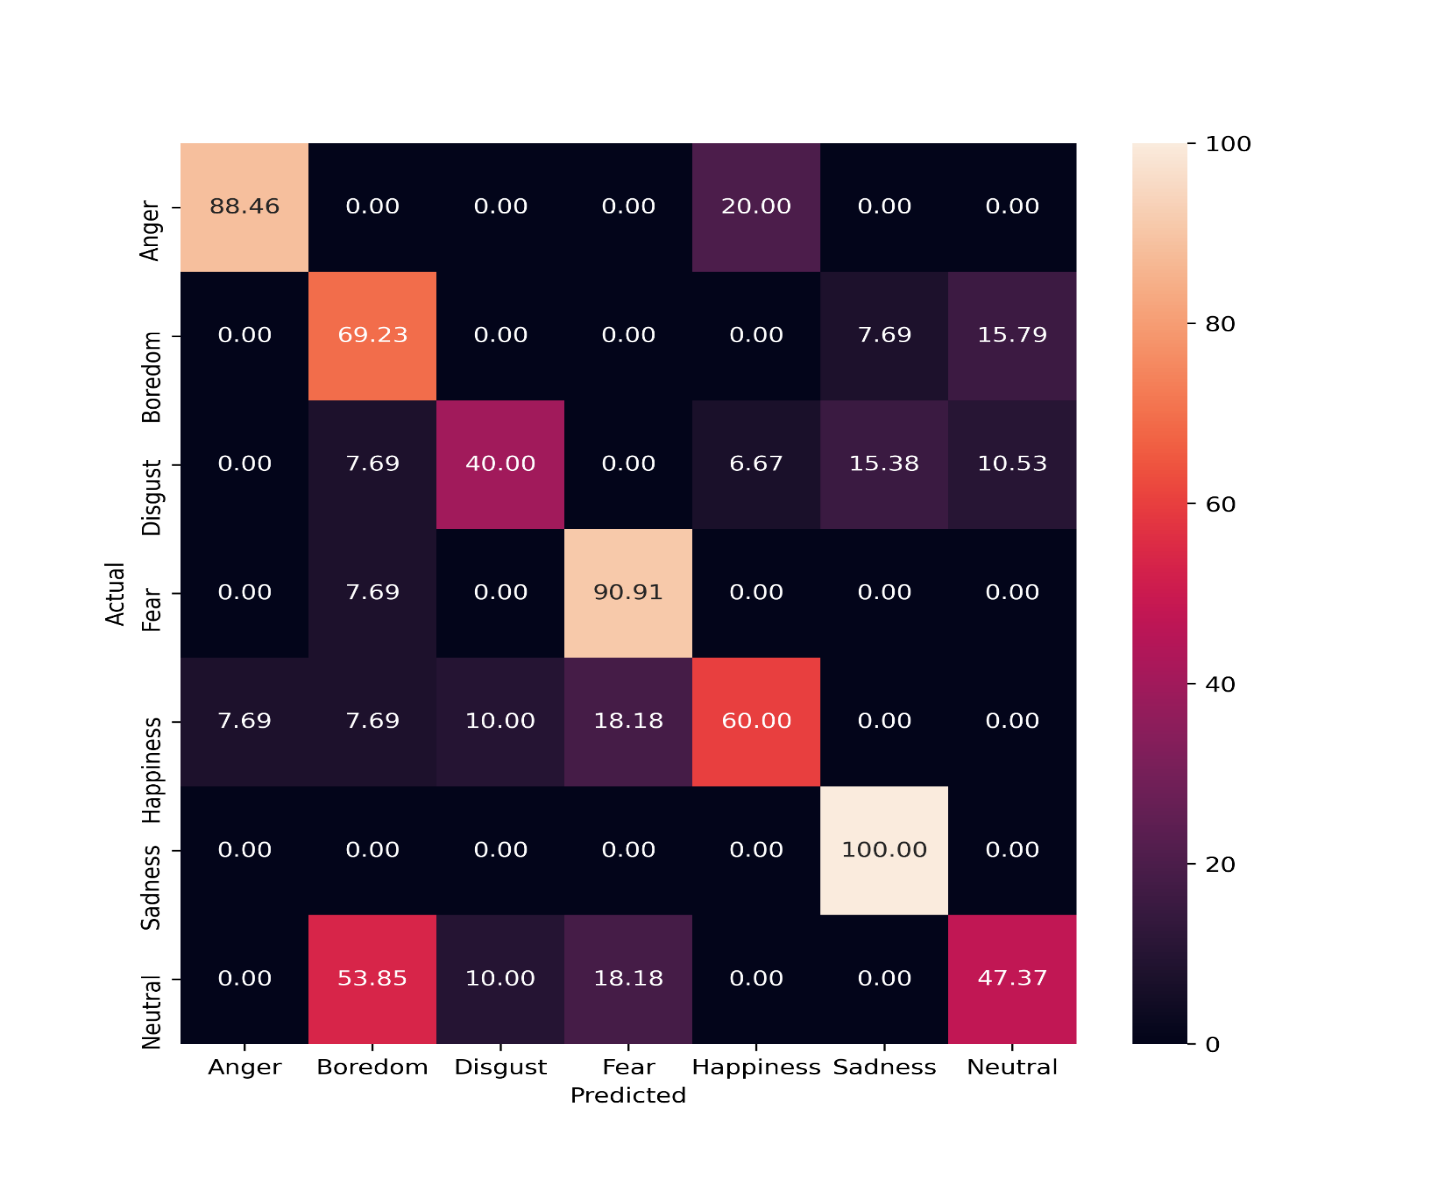 100
Anger 88.46 0.00 0.00 0.00 20.00 0.00 0.00
80
Boredom 0.00 69.23 0.00 0.00 0.00 7.69 15.79
Disgust 0.00 7.69 40.00 0.00 6.67 15.38 10.53
60
Actual
Fear 0.00 7.69 0.00 90.91 0.00 0.00 0.00
40
Happiness 7.69 7.69 10.00 18.18 60.00 0.00 0.00
Sadness 0.00 0.00 0.00 0.00 0.00 100.00 0.00
20
Neutral 0.00 53.85 10.00 18.18 0.00 0.00 47.37
0
Anger Boredom Disgust Fear Happiness Sadness Neutral
Predicted